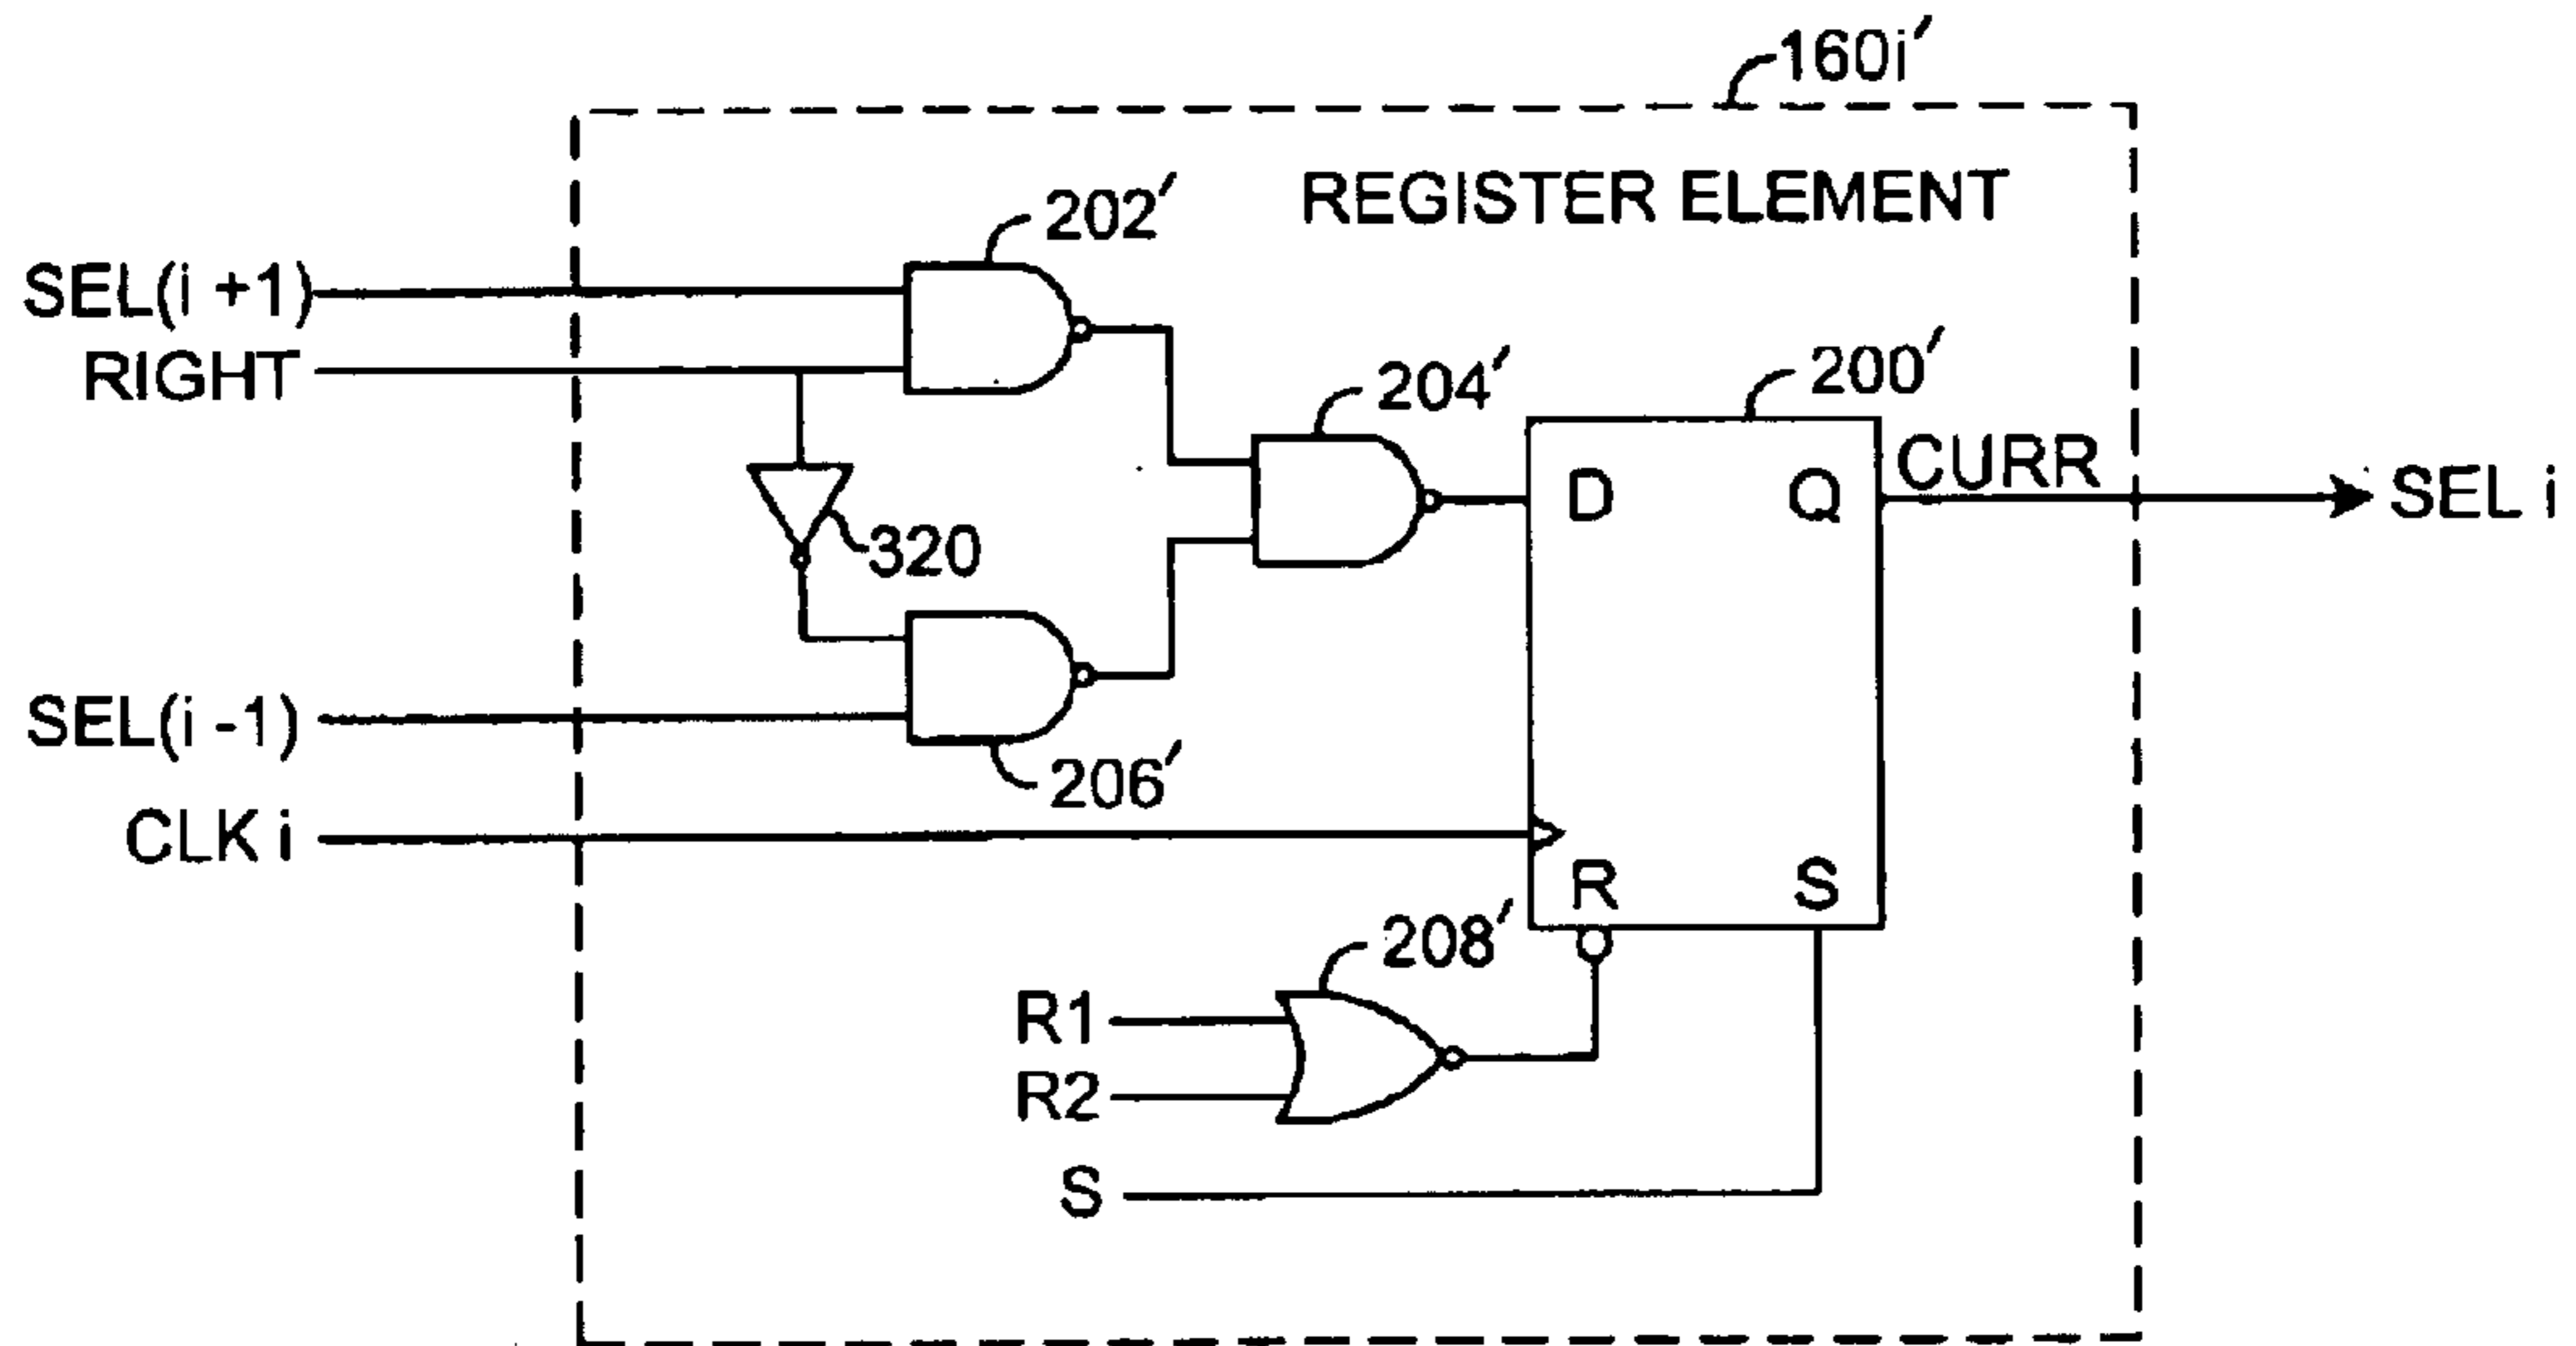 160i′
REGISTER ELEMENT
202′
SEL(i +1)
RIGHT
204′
200′
D
Q
CURR
SEL i
320
SEL(i -1)
206′
CLK i
R
S
208′
R1
R2
S